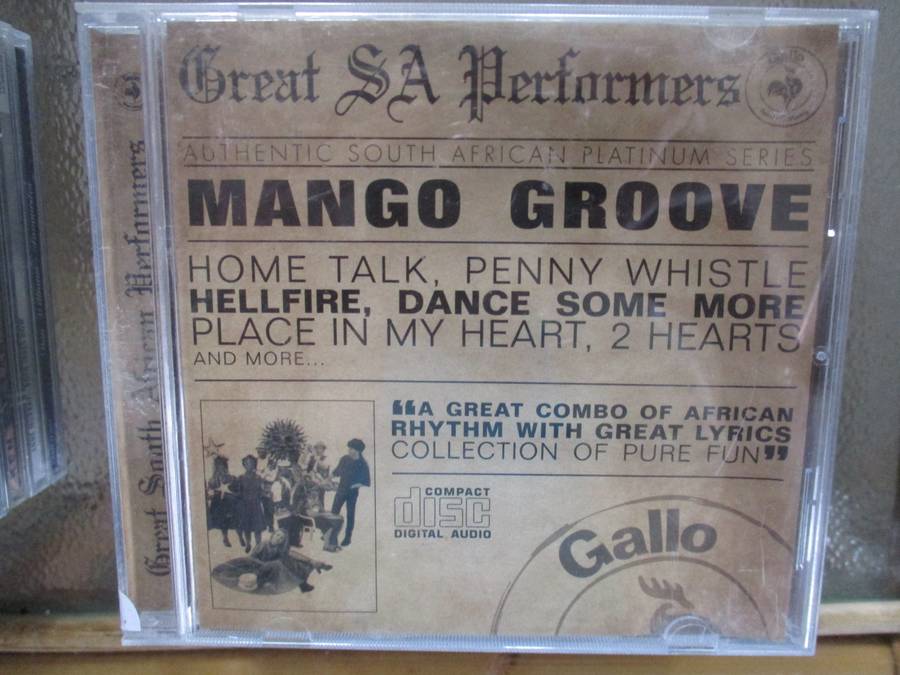 Great SA Performers
AUTHENTIC SOUTH AFRICAN PLATINUM SERIES
MANGO GROOVE
HOME TALK, PENNY WHISTLE
HELLFIRE, DANCE SOME MORE
PLACE IN MY HEART, 2 HEARTS
AND MORE...
❝A GREAT COMBO OF AFRICAN
RHYTHM WITH GREAT LYRICS
COLLECTION OF PURE FUN❞
COMPACT
disc
DIGITAL AUDIO
Gallo
Great South African Performers